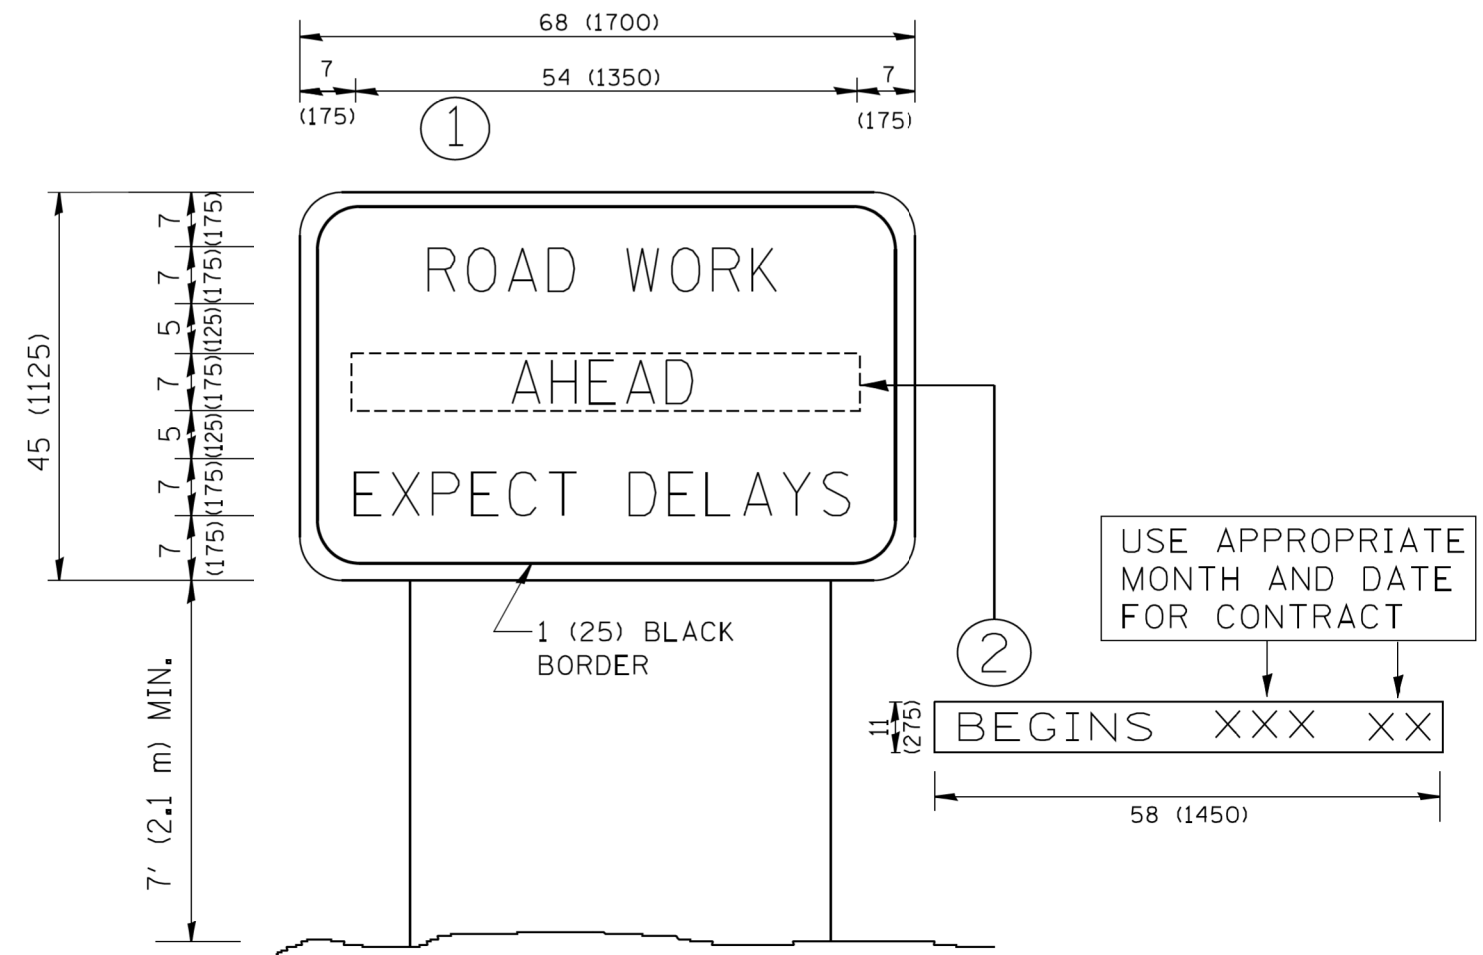 68 (1700)
7
54 (1350)
7
(175)
(175)
1
45 (1125)
7
(175)
7
(175)
5
(125)
7
(175)
5
(125)
7
(175)
7
(175)
ROAD WORK
AHEAD
EXPECT DELAYS
1 (25) BLACK
BORDER
7' (2.1 m) MIN.
2
USE APPROPRIATE
MONTH AND DATE
FOR CONTRACT
11
(275)
BEGINS XXX XX
58 (1450)